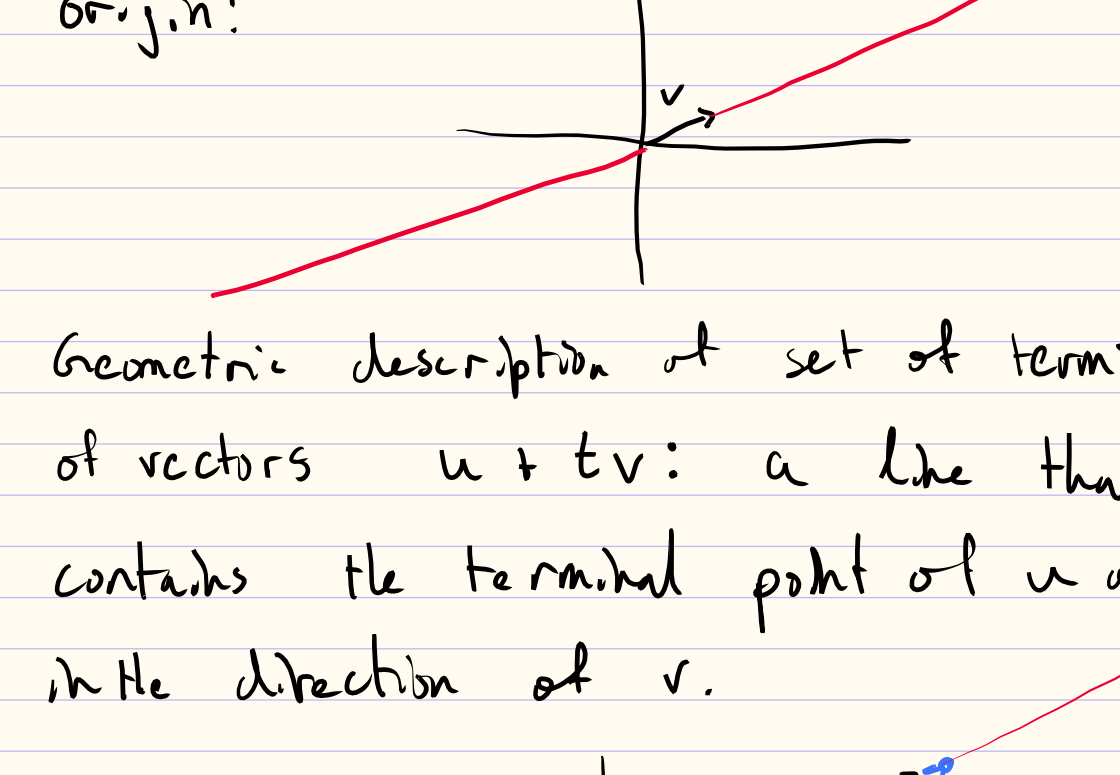 origin:
v
Geometric description of set of term
of vectors u + tv: a line tha
contains the terminal point of u a
in the direction of v.